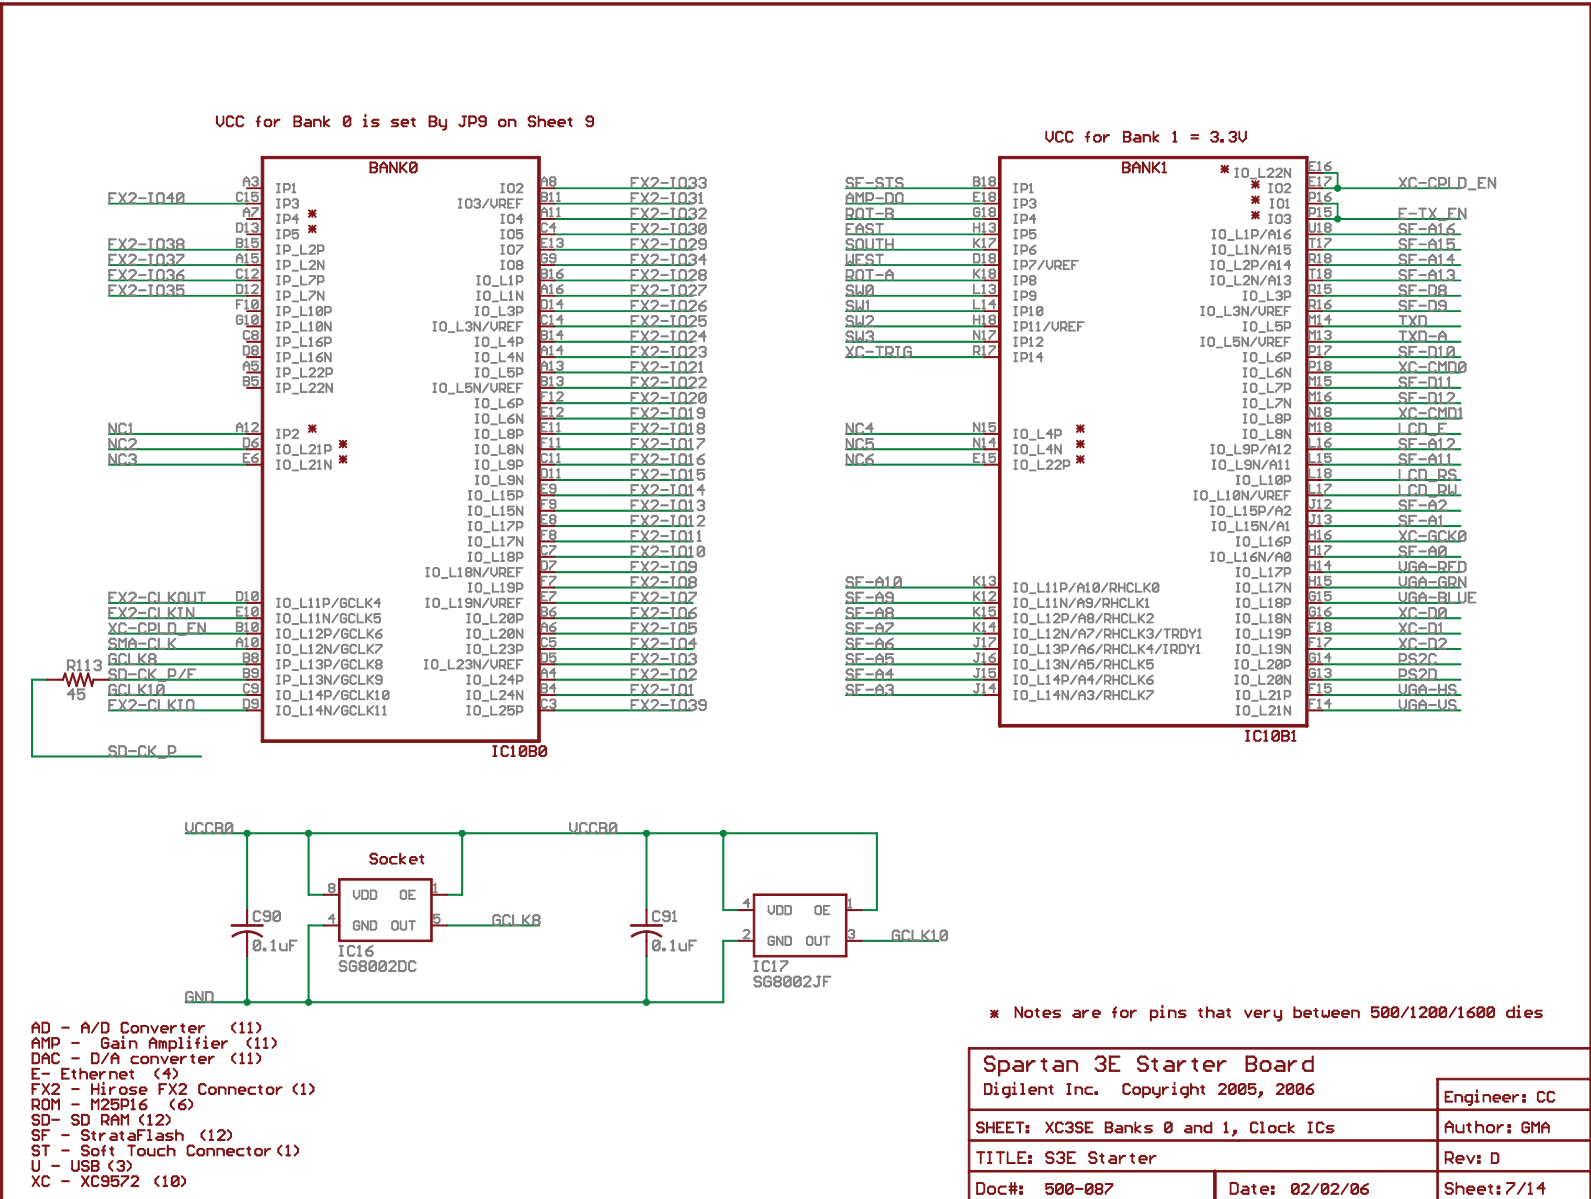 VCC for Bank 0 is set By JP9 on Sheet 9
BANK0
A3 IP1
FX2-IO40 C15 IP3
A7 IP4 *
D13 IP5 *
FX2-IO38 B15 IP_L2P
FX2-IO37 A15 IP_L2N
FX2-IO36 C12 IP_L7P
FX2-IO35 D12 IP_L7N
F10 IP_L10P
G10 IP_L10N
C8 IP_L16P
D8 IP_L16N
A5 IP_L22P
B5 IP_L22N
NC1 A12 IP2 *
NC2 D6 IO_L21P *
NC3 E6 IO_L21N *
FX2-CLKOUT D10 IO_L11P/GCLK4
FX2-CLKIN E10 IO_L11N/GCLK5
XC-CPLD_EN B10 IO_L12P/GCLK6
SMA-CLK A10 IO_L12N/GCLK7
GCLK8 B8 IP_L13P/GCLK8
SD-CK_P/F B9 IP_L13N/GCLK9
GCLK10 C9 IO_L14P/GCLK10
FX2-CLKIO D9 IO_L14N/GCLK11
R113
45
SD-CK_P
IO2 A8 FX2-IO33
IO3/VREF B11 FX2-IO31
IO4 A11 FX2-IO32
IO5 C4 FX2-IO30
IO7 E13 FX2-IO29
IO8 G9 FX2-IO34
IO_L1P B16 FX2-IO28
IO_L1N A16 FX2-IO27
IO_L3P D14 FX2-IO26
IO_L3N/VREF C14 FX2-IO25
IO_L4P B14 FX2-IO24
IO_L4N A14 FX2-IO23
IO_L5P A13 FX2-IO21
IO_L5N/VREF B13 FX2-IO22
IO_L6P F12 FX2-IO20
IO_L6N E12 FX2-IO19
IO_L8P E11 FX2-IO18
IO_L8N F11 FX2-IO17
IO_L9P C11 FX2-IO16
IO_L9N D11 FX2-IO15
IO_L15P E9 FX2-IO14
IO_L15N F9 FX2-IO13
IO_L17P E8 FX2-IO12
IO_L17N F8 FX2-IO11
IO_L18P C7 FX2-IO10
IO_L18N/VREF D7 FX2-IO9
IO_L19P F7 FX2-IO8
IO_L19N/VREF E7 FX2-IO7
IO_L20P B6 FX2-IO6
IO_L20N A6 FX2-IO5
IO_L23P C5 FX2-IO4
IO_L23N/VREF D5 FX2-IO3
IO_L24P A4 FX2-IO2
IO_L24N B4 FX2-IO1
IO_L25P C3 FX2-IO39
IC10B0
VCC for Bank 1 = 3.3V
BANK1
SF-STS B18 IP1
AMP-DO E18 IP3
ROT-B G18 IP4
EAST H13 IP5
SOUTH K17 IP6
WEST D18 IP7/VREF
ROT-A K18 IP8
SW0 L13 IP9
SW1 L14 IP10
SW2 H18 IP11/VREF
SW3 N17 IP12
XC-TRIG R17 IP14
NC4 N15 IO_L4P *
NC5 N14 IO_L4N *
NC6 E15 IO_L22P *
SF-A10 K13 IO_L11P/A10/RHCLK0
SF-A9 K12 IO_L11N/A9/RHCLK1
SF-A8 K15 IO_L12P/A8/RHCLK2
SF-A7 K14 IO_L12N/A7/RHCLK3/TRDY1
SF-A6 J17 IO_L13P/A6/RHCLK4/IRDY1
SF-A5 J16 IO_L13N/A5/RHCLK5
SF-A4 J15 IO_L14P/A4/RHCLK6
SF-A3 J14 IO_L14N/A3/RHCLK7
* IO_L22N E16
* IO2 E17 XC-CPLD_EN
* IO1 P16
* IO3 P15 E-TX_EN
IO_L1P/A16 U18 SF-A16
IO_L1N/A15 T17 SF-A15
IO_L2P/A14 R18 SF-A14
IO_L2N/A13 T18 SF-A13
IO_L3P R15 SF-D8
IO_L3N/VREF R16 SF-D9
IO_L5P M14 TXD
IO_L5N/VREF M13 TXD-A
IO_L6P P17 SF-D10
IO_L6N P18 XC-CMD0
IO_L7P M15 SF-D11
IO_L7N M16 SF-D12
IO_L8P N18 XC-CMD1
IO_L8N M18 LCD_E
IO_L9P/A12 L16 SF-A12
IO_L9N/A11 L15 SF-A11
IO_L10P L18 LCD_RS
IO_L10N/VREF L17 LCD_RW
IO_L15P/A2 J12 SF-A2
IO_L15N/A1 J13 SF-A1
IO_L16P H16 XC-GCK0
IO_L16N/A0 H17 SF-A0
IO_L17P H14 VGA-RED
IO_L17N H15 VGA-GRN
IO_L18P G15 VGA-BLUE
IO_L18N G16 XC-D0
IO_L19P F18 XC-D1
IO_L19N F17 XC-D2
IO_L20P G14 PS2C
IO_L20N G13 PS2D
IO_L21P F15 VGA-HS
IO_L21N F14 VGA-VS
IC10B1
VCCB0
Socket
8 VDD OE 1
4 GND OUT 5 GCLK8
IC16
SG8002DC
C90
0.1uF
GND
VCCB0
C91
0.1uF
4 VDD OE 1
2 GND OUT 3 GCLK10
IC17
SG8002JF
AD - A/D Converter (11)
AMP - Gain Amplifier (11)
DAC - D/A converter (11)
E- Ethernet (4)
FX2 - Hirose FX2 Connector (1)
ROM - M25P16 (6)
SD- SD RAM (12)
SF - StrataFlash (12)
ST - Soft Touch Connector (1)
U - USB (3)
XC - XC9572 (10)
* Notes are for pins that very between 500/1200/1600 dies
Spartan 3E Starter Board
Digilent Inc. Copyright 2005, 2006
Engineer: CC
SHEET: XC3SE Banks 0 and 1, Clock ICs
Author: GMA
TITLE: S3E Starter
Rev: D
Doc#: 500-087
Date: 02/02/06
Sheet: 7/14